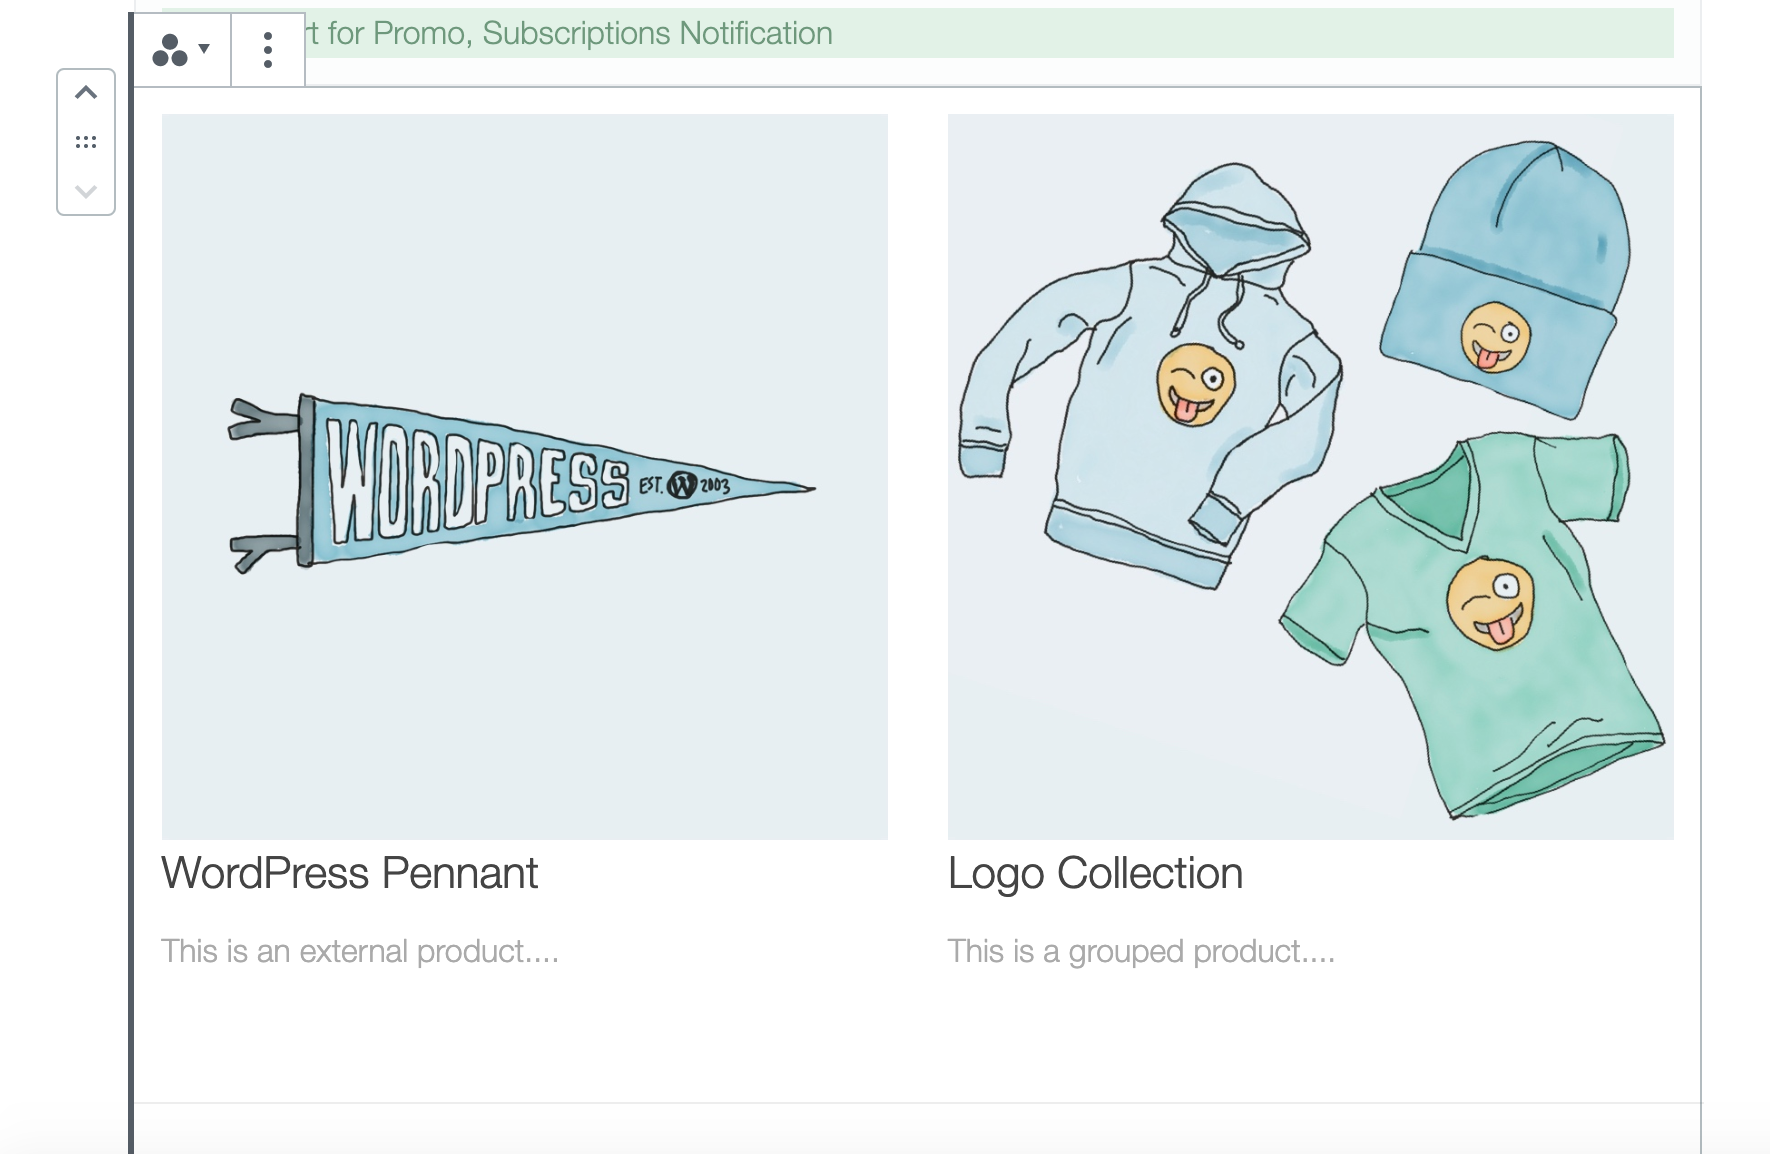 for Promo, Subscriptions Notification
WORDPRESS EST. W 2003
WordPress Pennant
Logo Collection
This is an external product....
This is a grouped product....